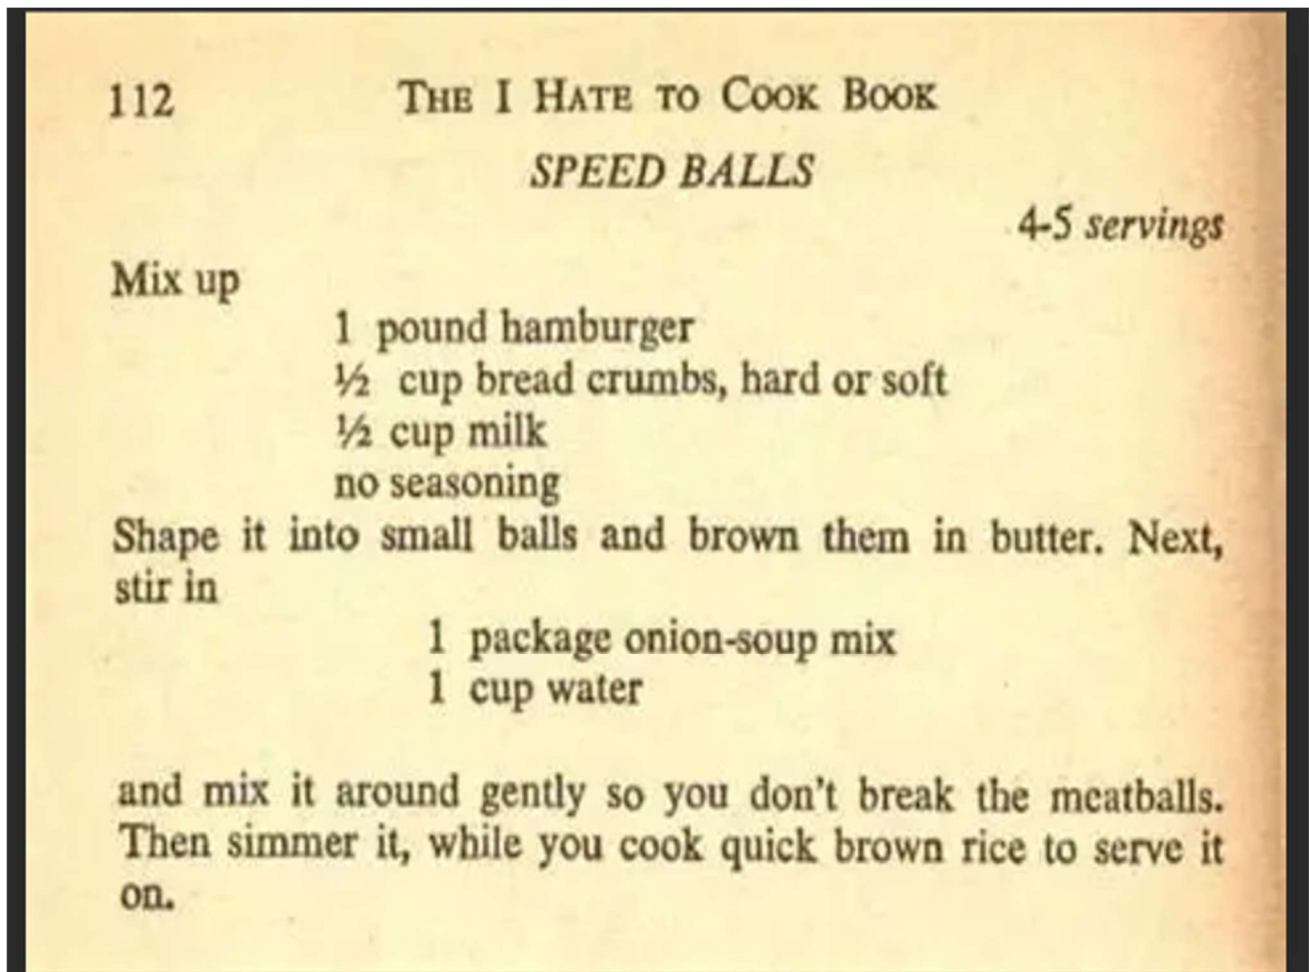 112 THE I HATE TO COOK BOOK
SPEED BALLS
4-5 servings
Mix up
1 pound hamburger
½ cup bread crumbs, hard or soft
½ cup milk
no seasoning
Shape it into small balls and brown them in butter. Next,
stir in
1 package onion-soup mix
1 cup water
and mix it around gently so you don't break the meatballs.
Then simmer it, while you cook quick brown rice to serve it
on.